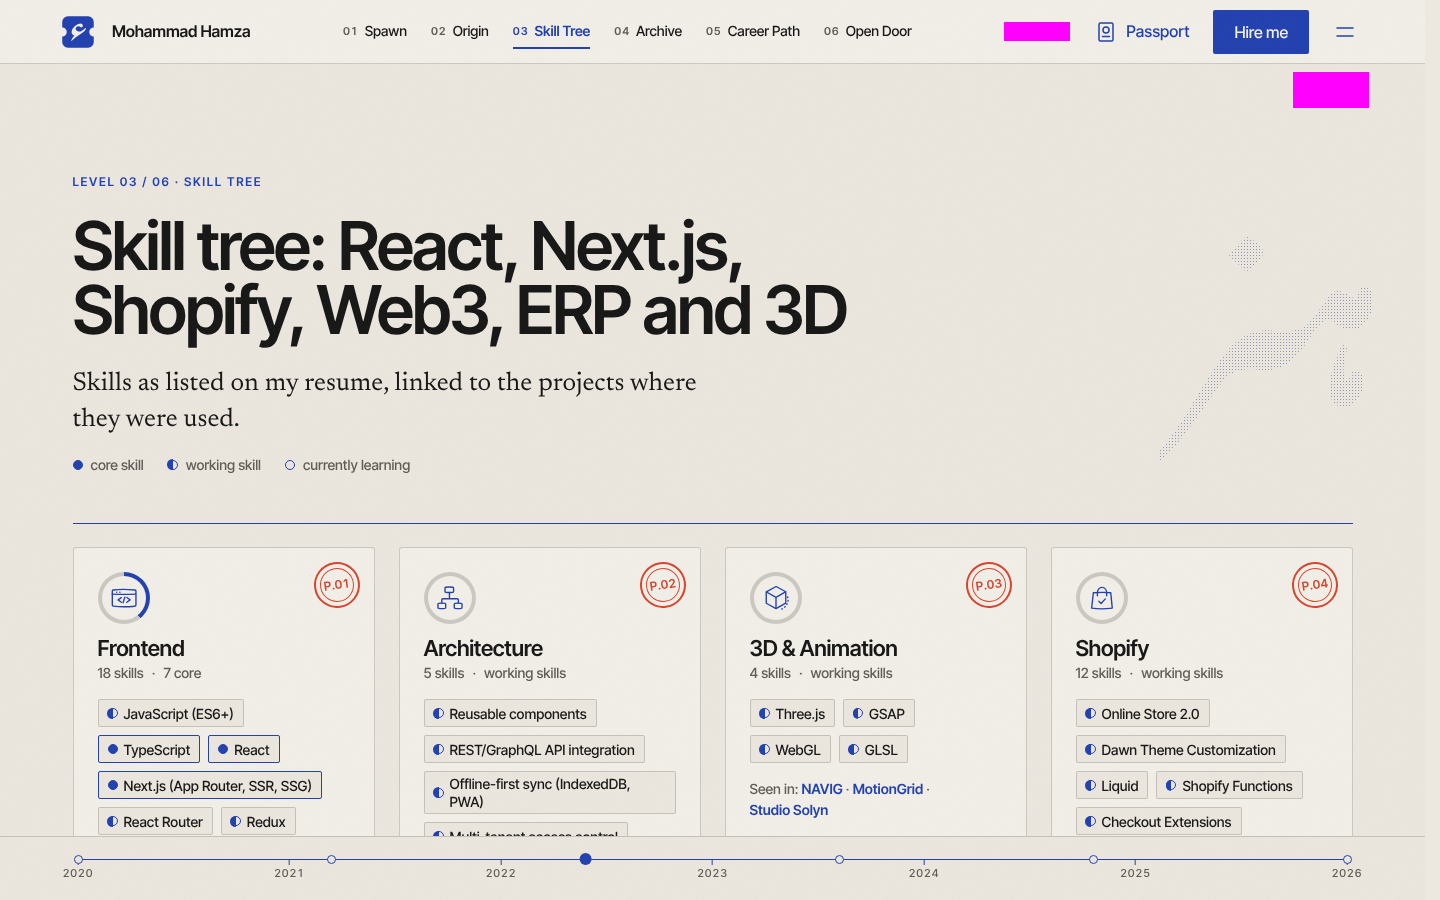 Mohammad Hamza
01 Spawn
02 Origin
03 Skill Tree
04 Archive
05 Career Path
06 Open Door
Passport
Hire me
LEVEL 03 / 06 · SKILL TREE
Skill tree: React, Next.js,
Shopify, Web3, ERP and 3D
Skills as listed on my resume, linked to the projects where
they were used.
core skill
working skill
currently learning
P.01
Frontend
18 skills · 7 core
JavaScript (ES6+)
TypeScript
React
Next.js (App Router, SSR, SSG)
React Router
Redux
P.02
Architecture
5 skills · working skills
Reusable components
REST/GraphQL API integration
Offline-first sync (IndexedDB,
PWA)
Multi-tenant access control
P.03
3D & Animation
4 skills · working skills
Three.js
GSAP
WebGL
GLSL
Seen in: NAVIG · MotionGrid ·
Studio Solyn
P.04
Shopify
12 skills · working skills
Online Store 2.0
Dawn Theme Customization
Liquid
Shopify Functions
Checkout Extensions
2020
2021
2022
2023
2024
2025
2026